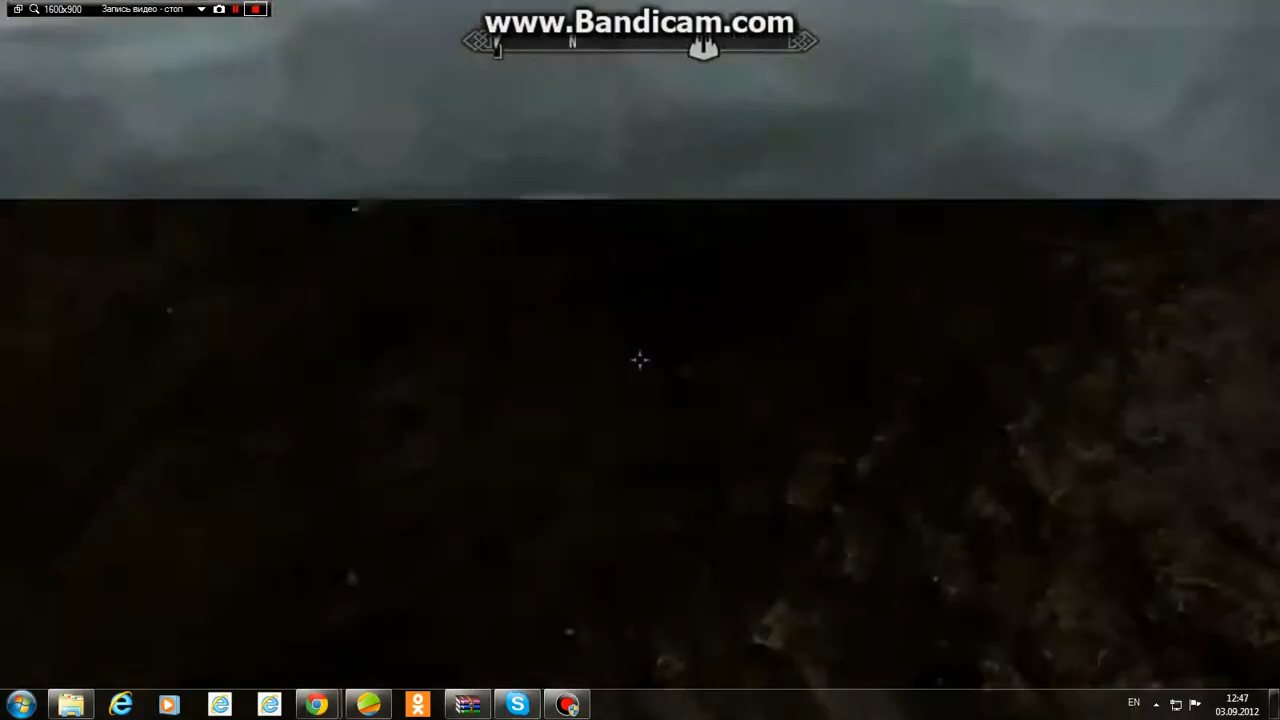 1600x900 Запись видео - стоп
www.Bandicam.com
N
EN
12:47
03.09.2012